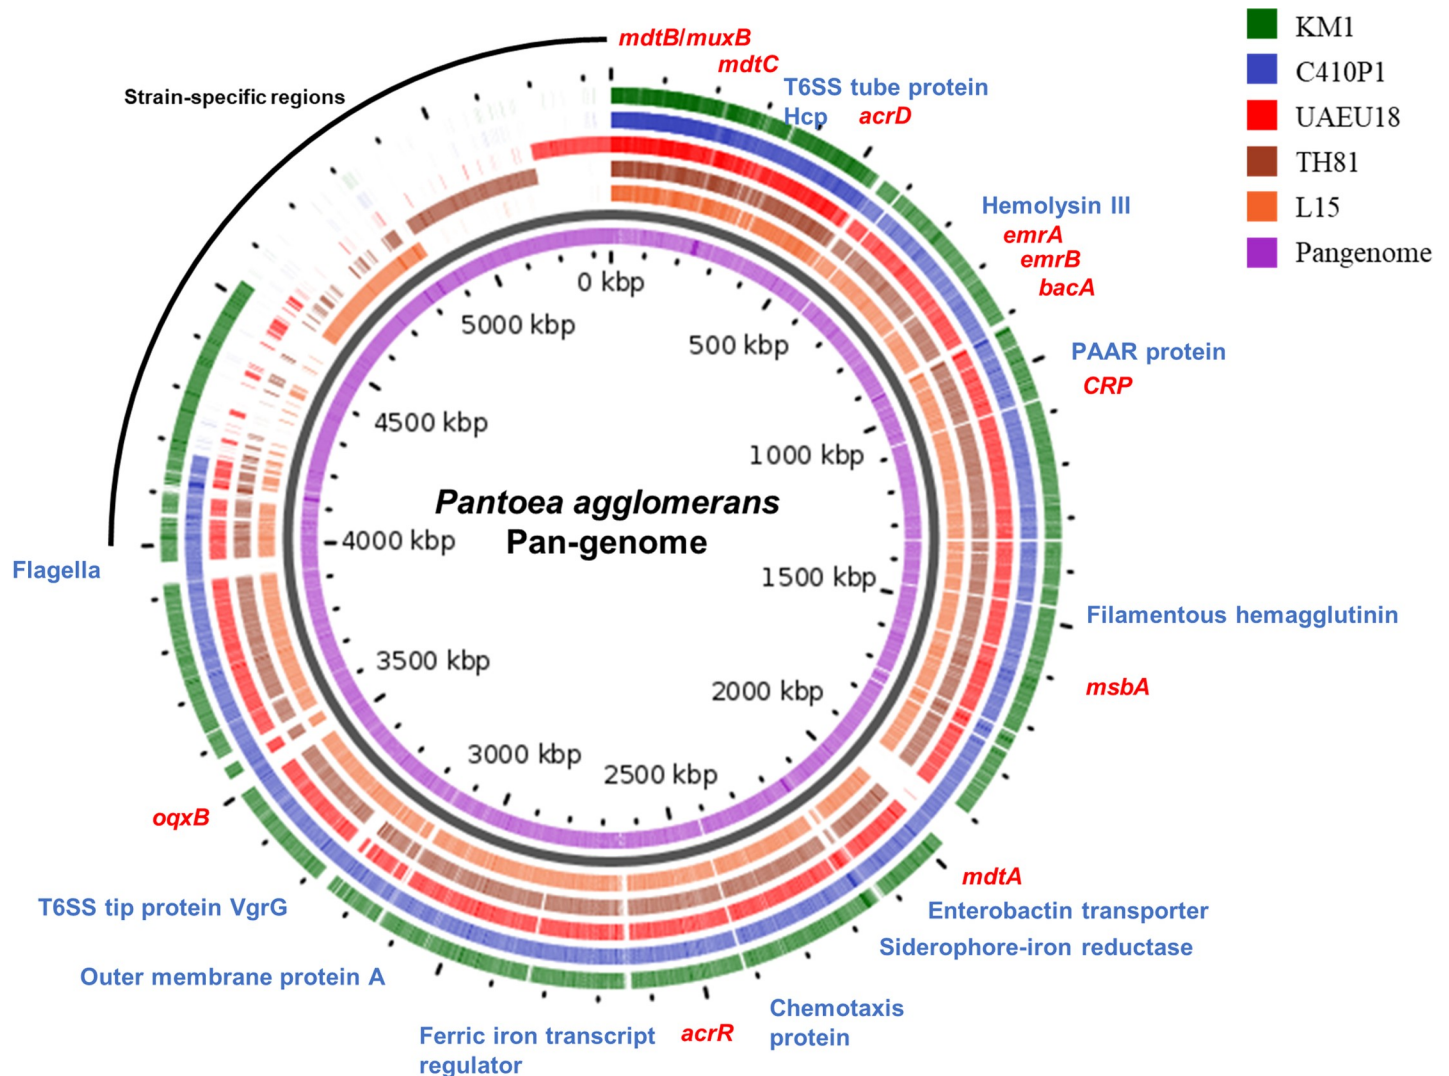 mdtB/muxB
mdtC
T6SS tube protein
Hcp
acrD
Strain-specific regions
Hemolysin III
emrA
emrB
bacA
PAAR protein
CRP
Filamentous hemagglutinin
msbA
mdtA
Enterobactin transporter
Siderophore-iron reductase
Chemotaxis
protein
acrR
Ferric iron transcript
regulator
Outer membrane protein A
T6SS tip protein VgrG
oqxB
Flagella
0 kbp
500 kbp
1000 kbp
1500 kbp
2000 kbp
2500 kbp
3000 kbp
3500 kbp
4000 kbp
4500 kbp
5000 kbp
Pantoea agglomerans
Pan-genome
KM1
C410P1
UAEU18
TH81
L15
Pangenome